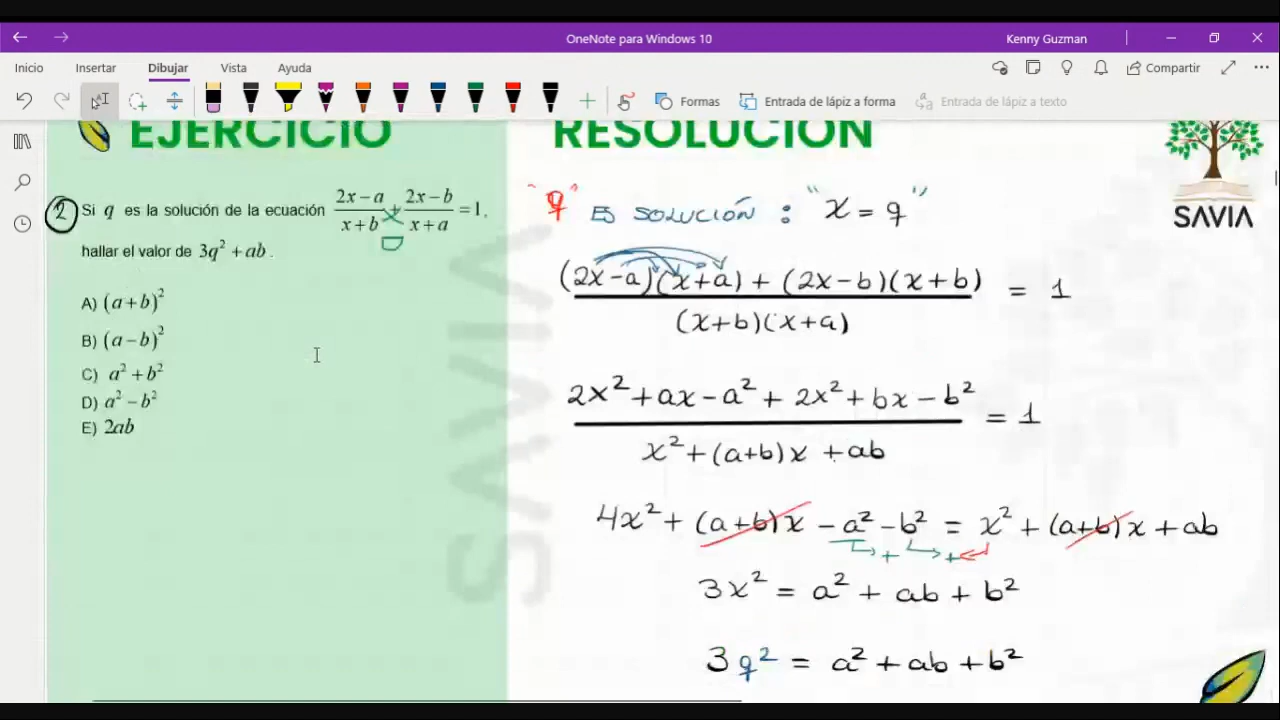 OneNote para Windows 10
Kenny Guzman
Inicio Insertar Dibujar Vista Ayuda
Compartir
Formas
Entrada de lápiz a forma
Entrada de lápiz a texto
EJERCICIO
2 Si q es la solución de la ecuación (2x-a)/(x+b) + (2x-b)/(x+a) = 1,
hallar el valor de 3q² + ab.
A) (a+b)²
B) (a-b)²
C) a² + b²
D) a² - b²
E) 2ab
RESOLUCIÓN
SAVIA
"q" ES SOLUCIÓN : "x = q"
((2x-a)(x+a) + (2x-b)(x+b)) / ((x+b)(x+a)) = 1
(2x² + ax - a² + 2x² + bx - b²) / (x² + (a+b)x + ab) = 1
4x² + (a+b)x - a² - b² = x² + (a+b)x + ab
+ +
3x² = a² + ab + b²
3q² = a² + ab + b²
SAVIA